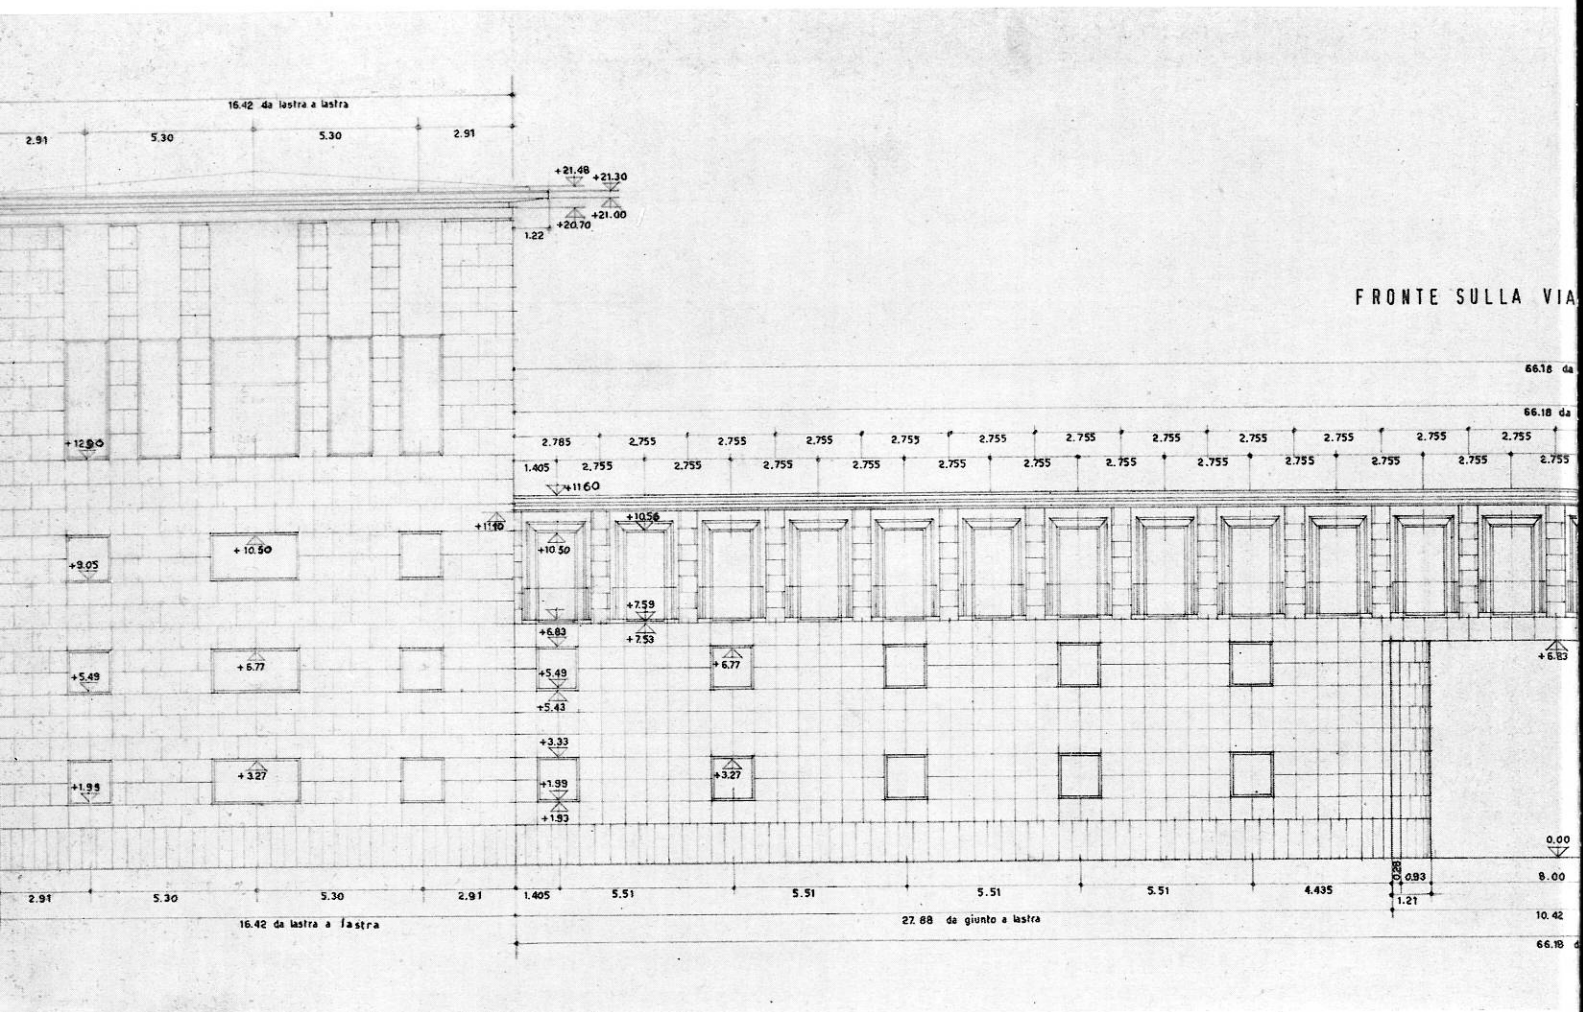 16.42 da lastra a lastra
2.91 5.30 5.30 2.91
+21.48
+21.30
+21.00
+20.70
1.22
FRONTE SULLA VIA
66.18 da
66.18 da
2.785 2.755 2.755 2.755 2.755 2.755 2.755 2.755 2.755 2.755 2.755 2.755
1.405 2.755 2.755 2.755 2.755 2.755 2.755 2.755 2.755 2.755 2.755 2.755 2.755
+11.60
+10.56
+10.50
+9.05
+10.50
+7.59
+6.83
+7.53
+5.49
+6.77
+5.49
+6.77
+6.83
+5.43
+3.33
+1.99
+3.27
+1.99
+3.27
+1.93
0.00
2.91 5.30 5.30 2.91 1.405 5.51 5.51 5.51 5.51 4.435 0.28 0.93 8.00
1.21
16.42 da lastra a lastra
27.88 da giunto a lastra
10.42
66.18 d